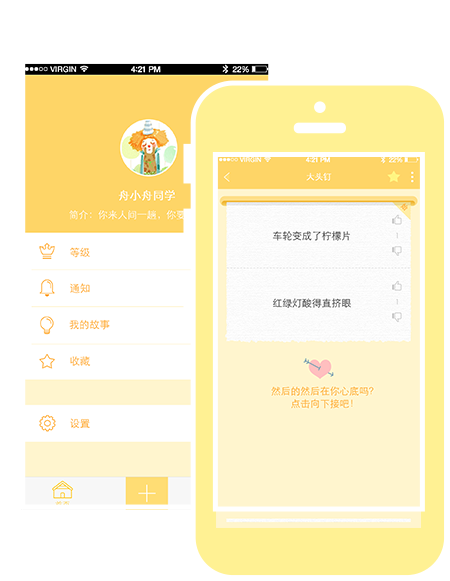 ●●●○○ VIRGIN 4:21 PM 22%
舟小舟同学
简介：你来人间一趟，你要
等级
通知
我的故事
收藏
设置
●●●○○ VIRGIN 4:21 PM 22%
大头钉
车轮变成了柠檬片
红绿灯酸得直挤眼
然后的然后在你心底吗?
点击向下接吧!